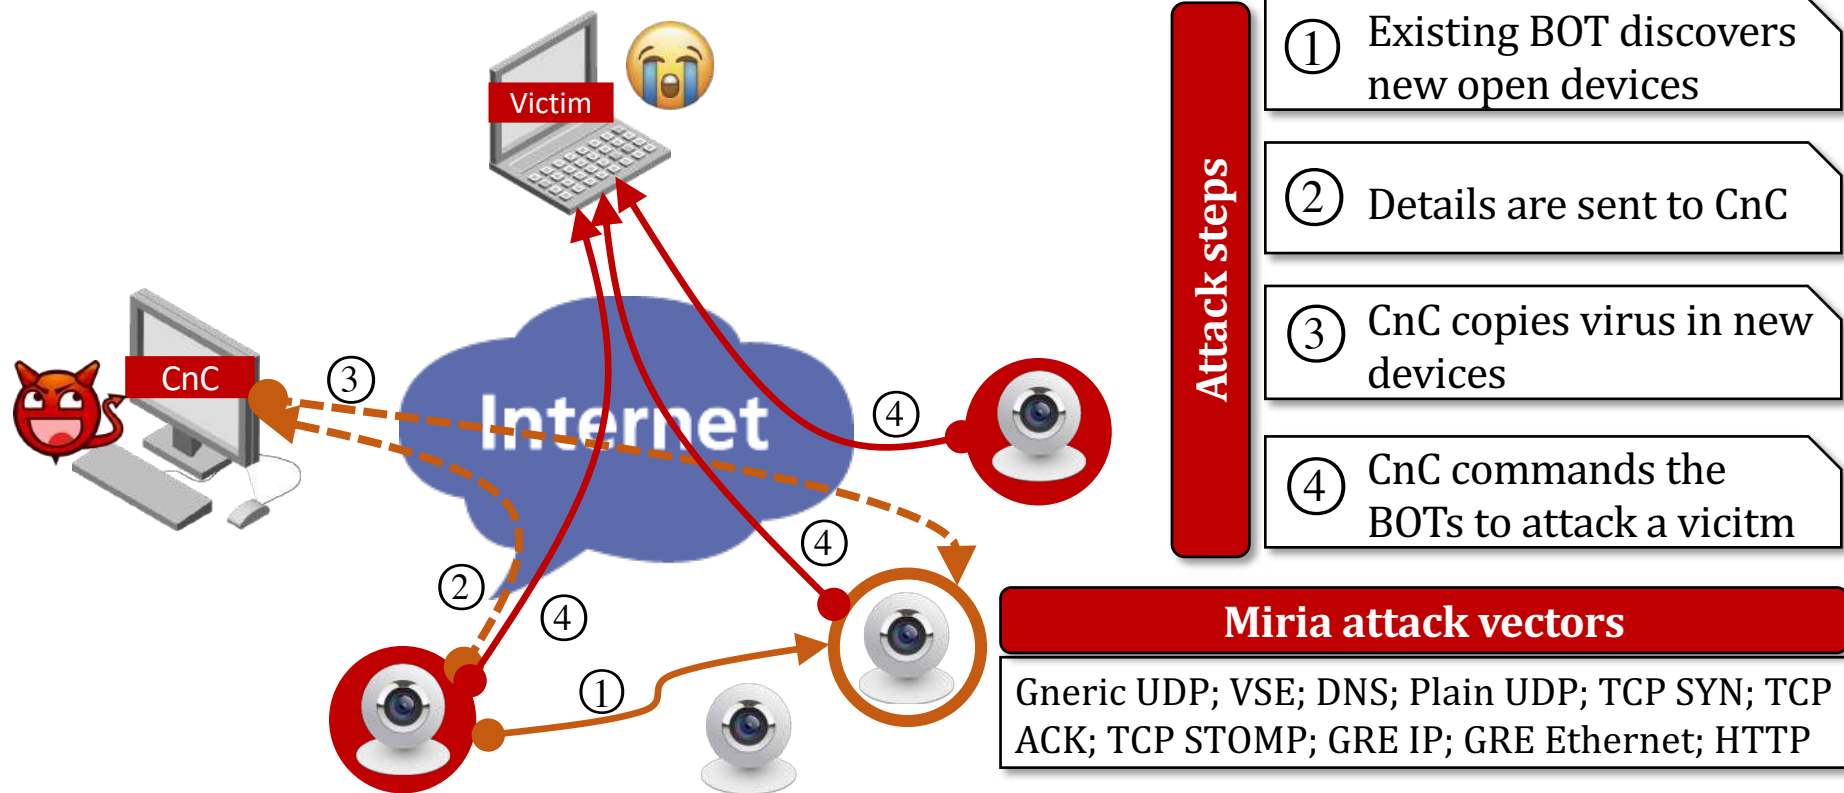 Victim
CnC
Internet
③
②
④
①
④
④
Attack steps
① Existing BOT discovers
new open devices
② Details are sent to CnC
③ CnC copies virus in new
devices
④ CnC commands the
BOTs to attack a vicitm
Miria attack vectors
Gneric UDP; VSE; DNS; Plain UDP; TCP SYN; TCP
ACK; TCP STOMP; GRE IP; GRE Ethernet; HTTP